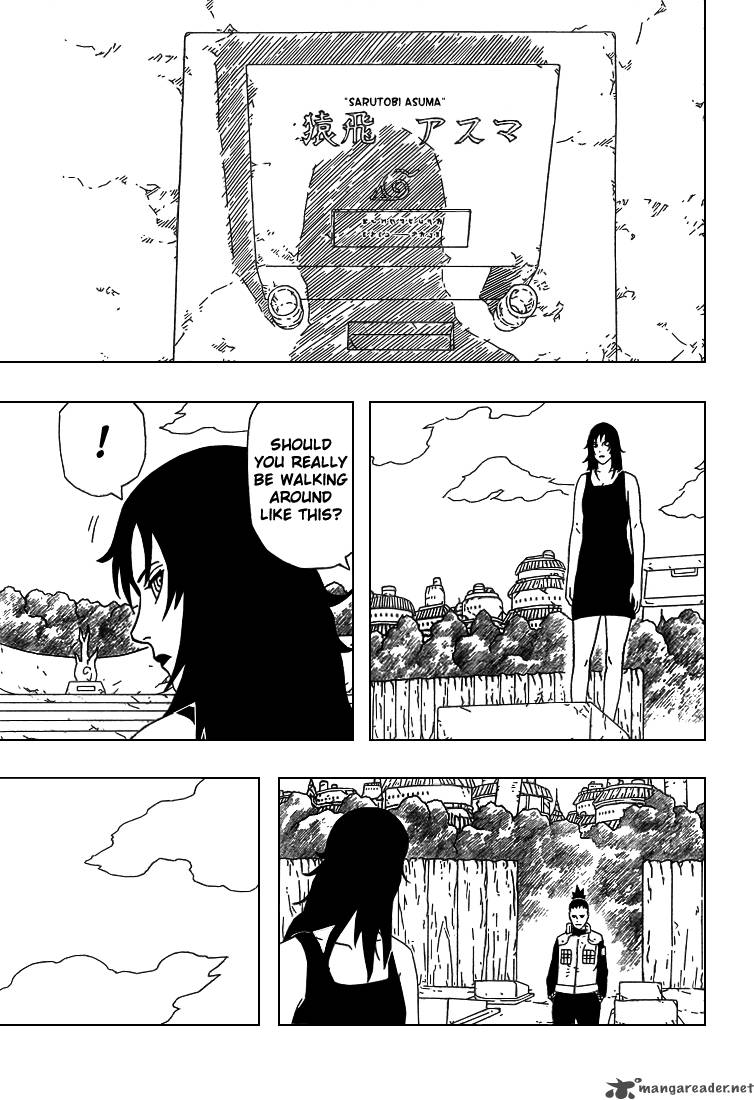 "SARUTOBI ASUMA"
猿飛 アスマ
SHOULD
YOU REALLY
BE WALKING
AROUND
LIKE THIS?
!
mangareader.net